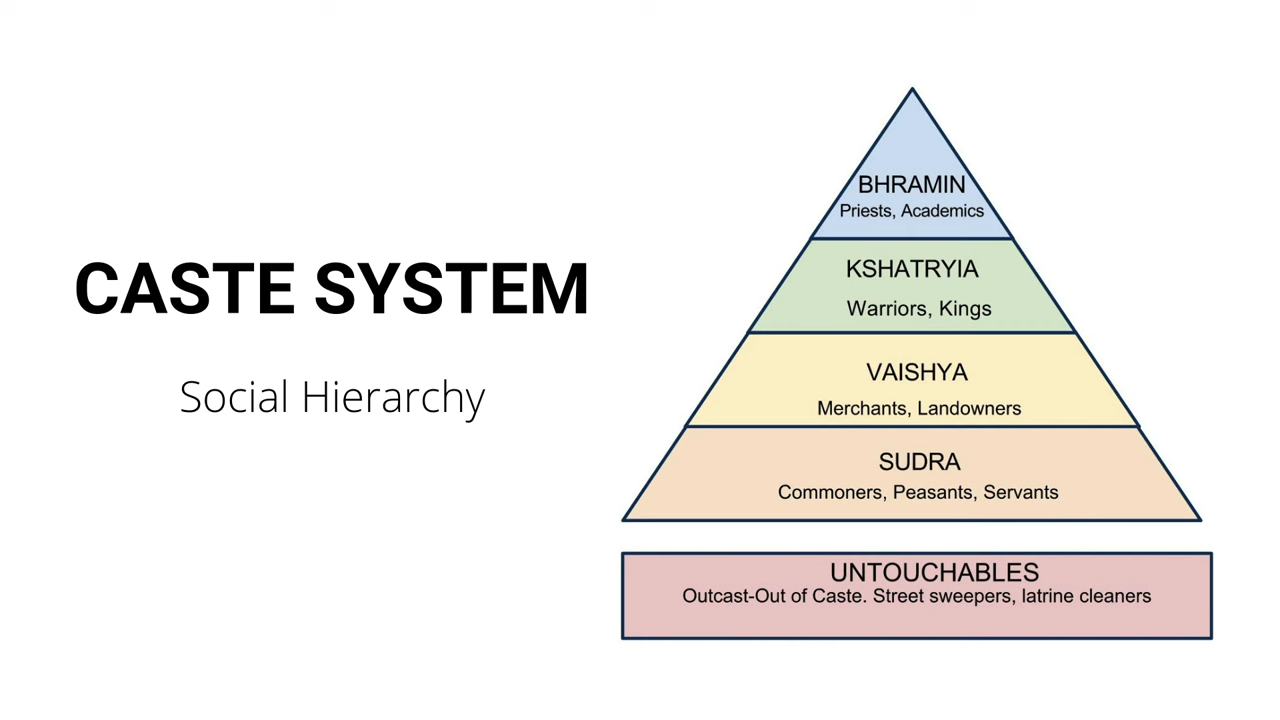 CASTE SYSTEM
Social Hierarchy
BHRAMIN
Priests, Academics
KSHATRYIA
Warriors, Kings
VAISHYA
Merchants, Landowners
SUDRA
Commoners, Peasants, Servants
UNTOUCHABLES
Outcast-Out of Caste. Street sweepers, latrine cleaners